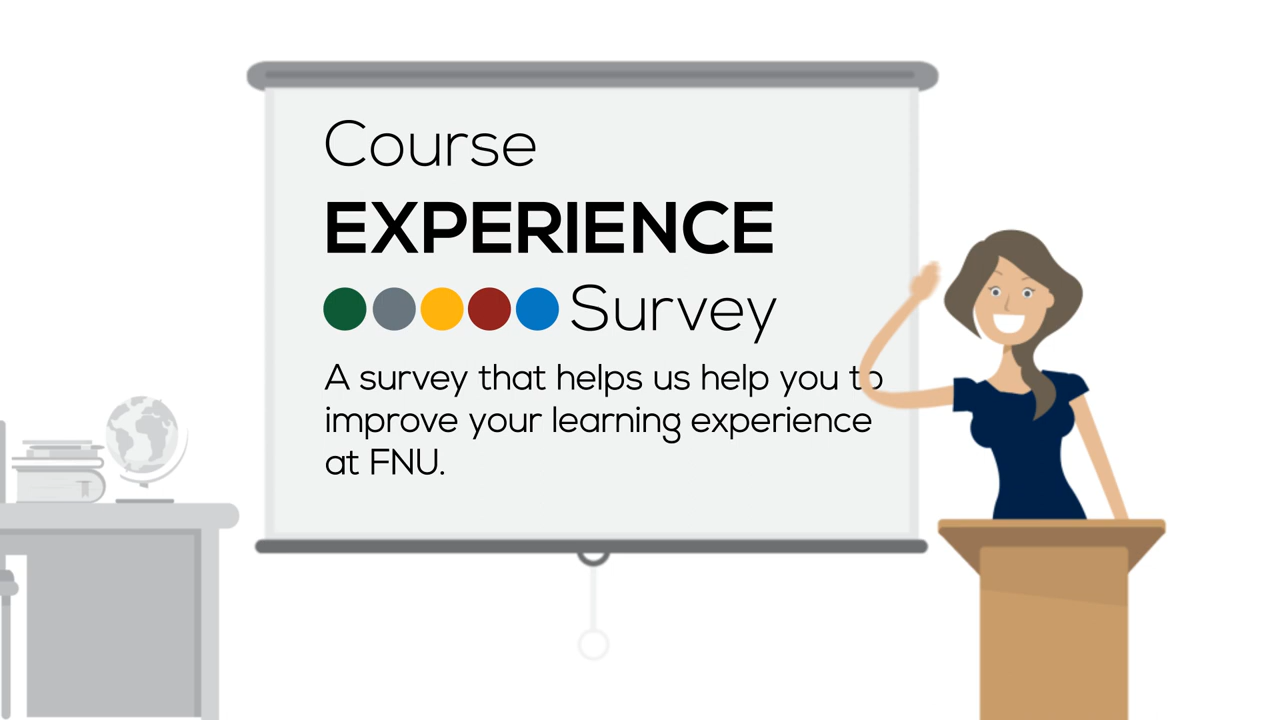 Course
EXPERIENCE
Survey
A survey that helps us help you to
improve your learning experience
at FNU.